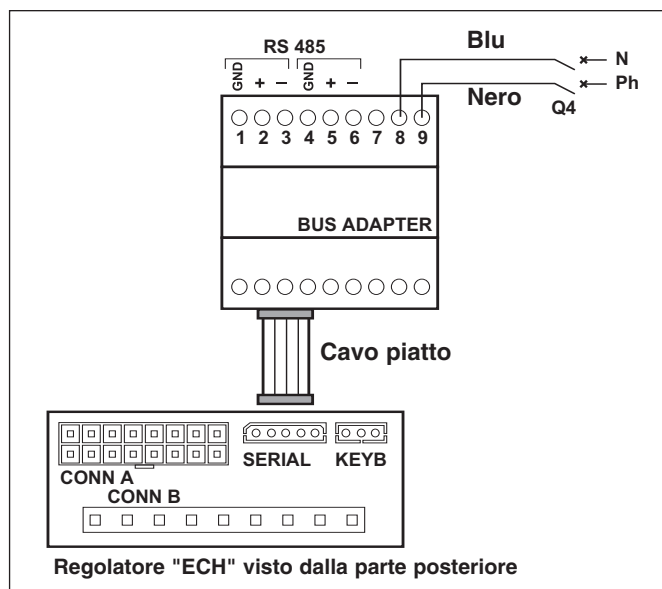 RS 485
GND + – GND + –
Blu
N
Ph
Nero
Q4
1 2 3 4 5 6 7 8 9
BUS ADAPTER
Cavo piatto
CONN A
SERIAL
KEYB
CONN B
Regolatore "ECH" visto dalla parte posteriore